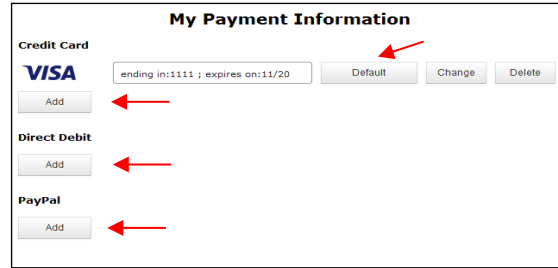 My Payment Information
Credit Card
VISA ending in:1111 ; expires on:11/20 Default Change Delete
Add
Direct Debit
Add
PayPal
Add